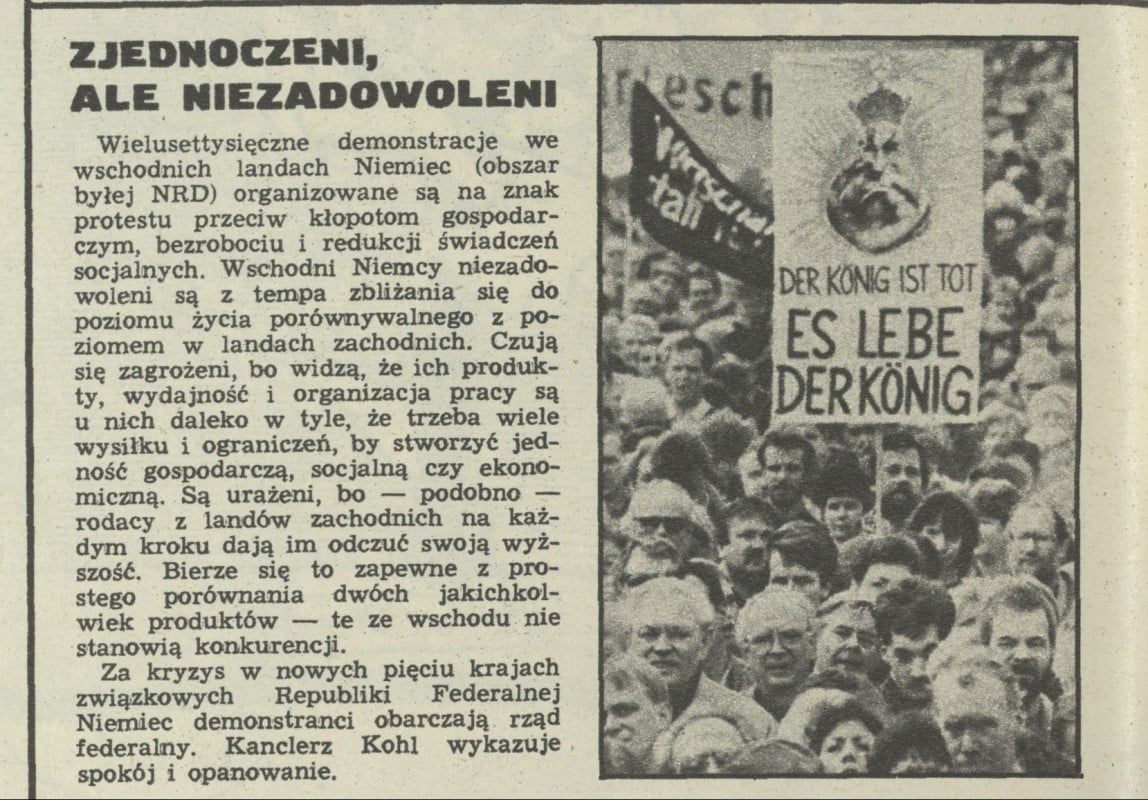 ZJEDNOCZENI,
ALE NIEZADOWOLENI
Wielusettysięczne demonstracje we
wschodnich landach Niemiec (obszar
byłej NRD) organizowane są na znak
protestu przeciw kłopotom gospodar-
czym, bezrobociu i redukcji świadczeń
socjalnych. Wschodni Niemcy niezado-
woleni są z tempa zbliżania się do
poziomu życia porównywalnego z po-
ziomem w landach zachodnich. Czują
się zagrożeni, bo widzą, że ich produk-
ty, wydajność i organizacja pracy są
u nich daleko w tyle, że trzeba wiele
wysiłku i ograniczeń, by stworzyć jed-
ność gospodarczą, socjalną czy ekono-
miczną. Są urażeni, bo — podobno —
rodacy z landów zachodnich na każ-
dym kroku dają im odczuć swoją wyż-
szość. Bierze się to zapewne z pro-
stego porównania dwóch jakichkol-
wiek produktów — te ze wschodu nie
stanowią konkurencji.
Za kryzys w nowych pięciu krajach
związkowych Republiki Federalnej
Niemiec demonstranci obarczają rząd
federalny. Kanclerz Kohl wykazuje
spokój i opanowanie.
esch
DER KÖNIG IST TOT
ES LEBE
DER KÖNIG